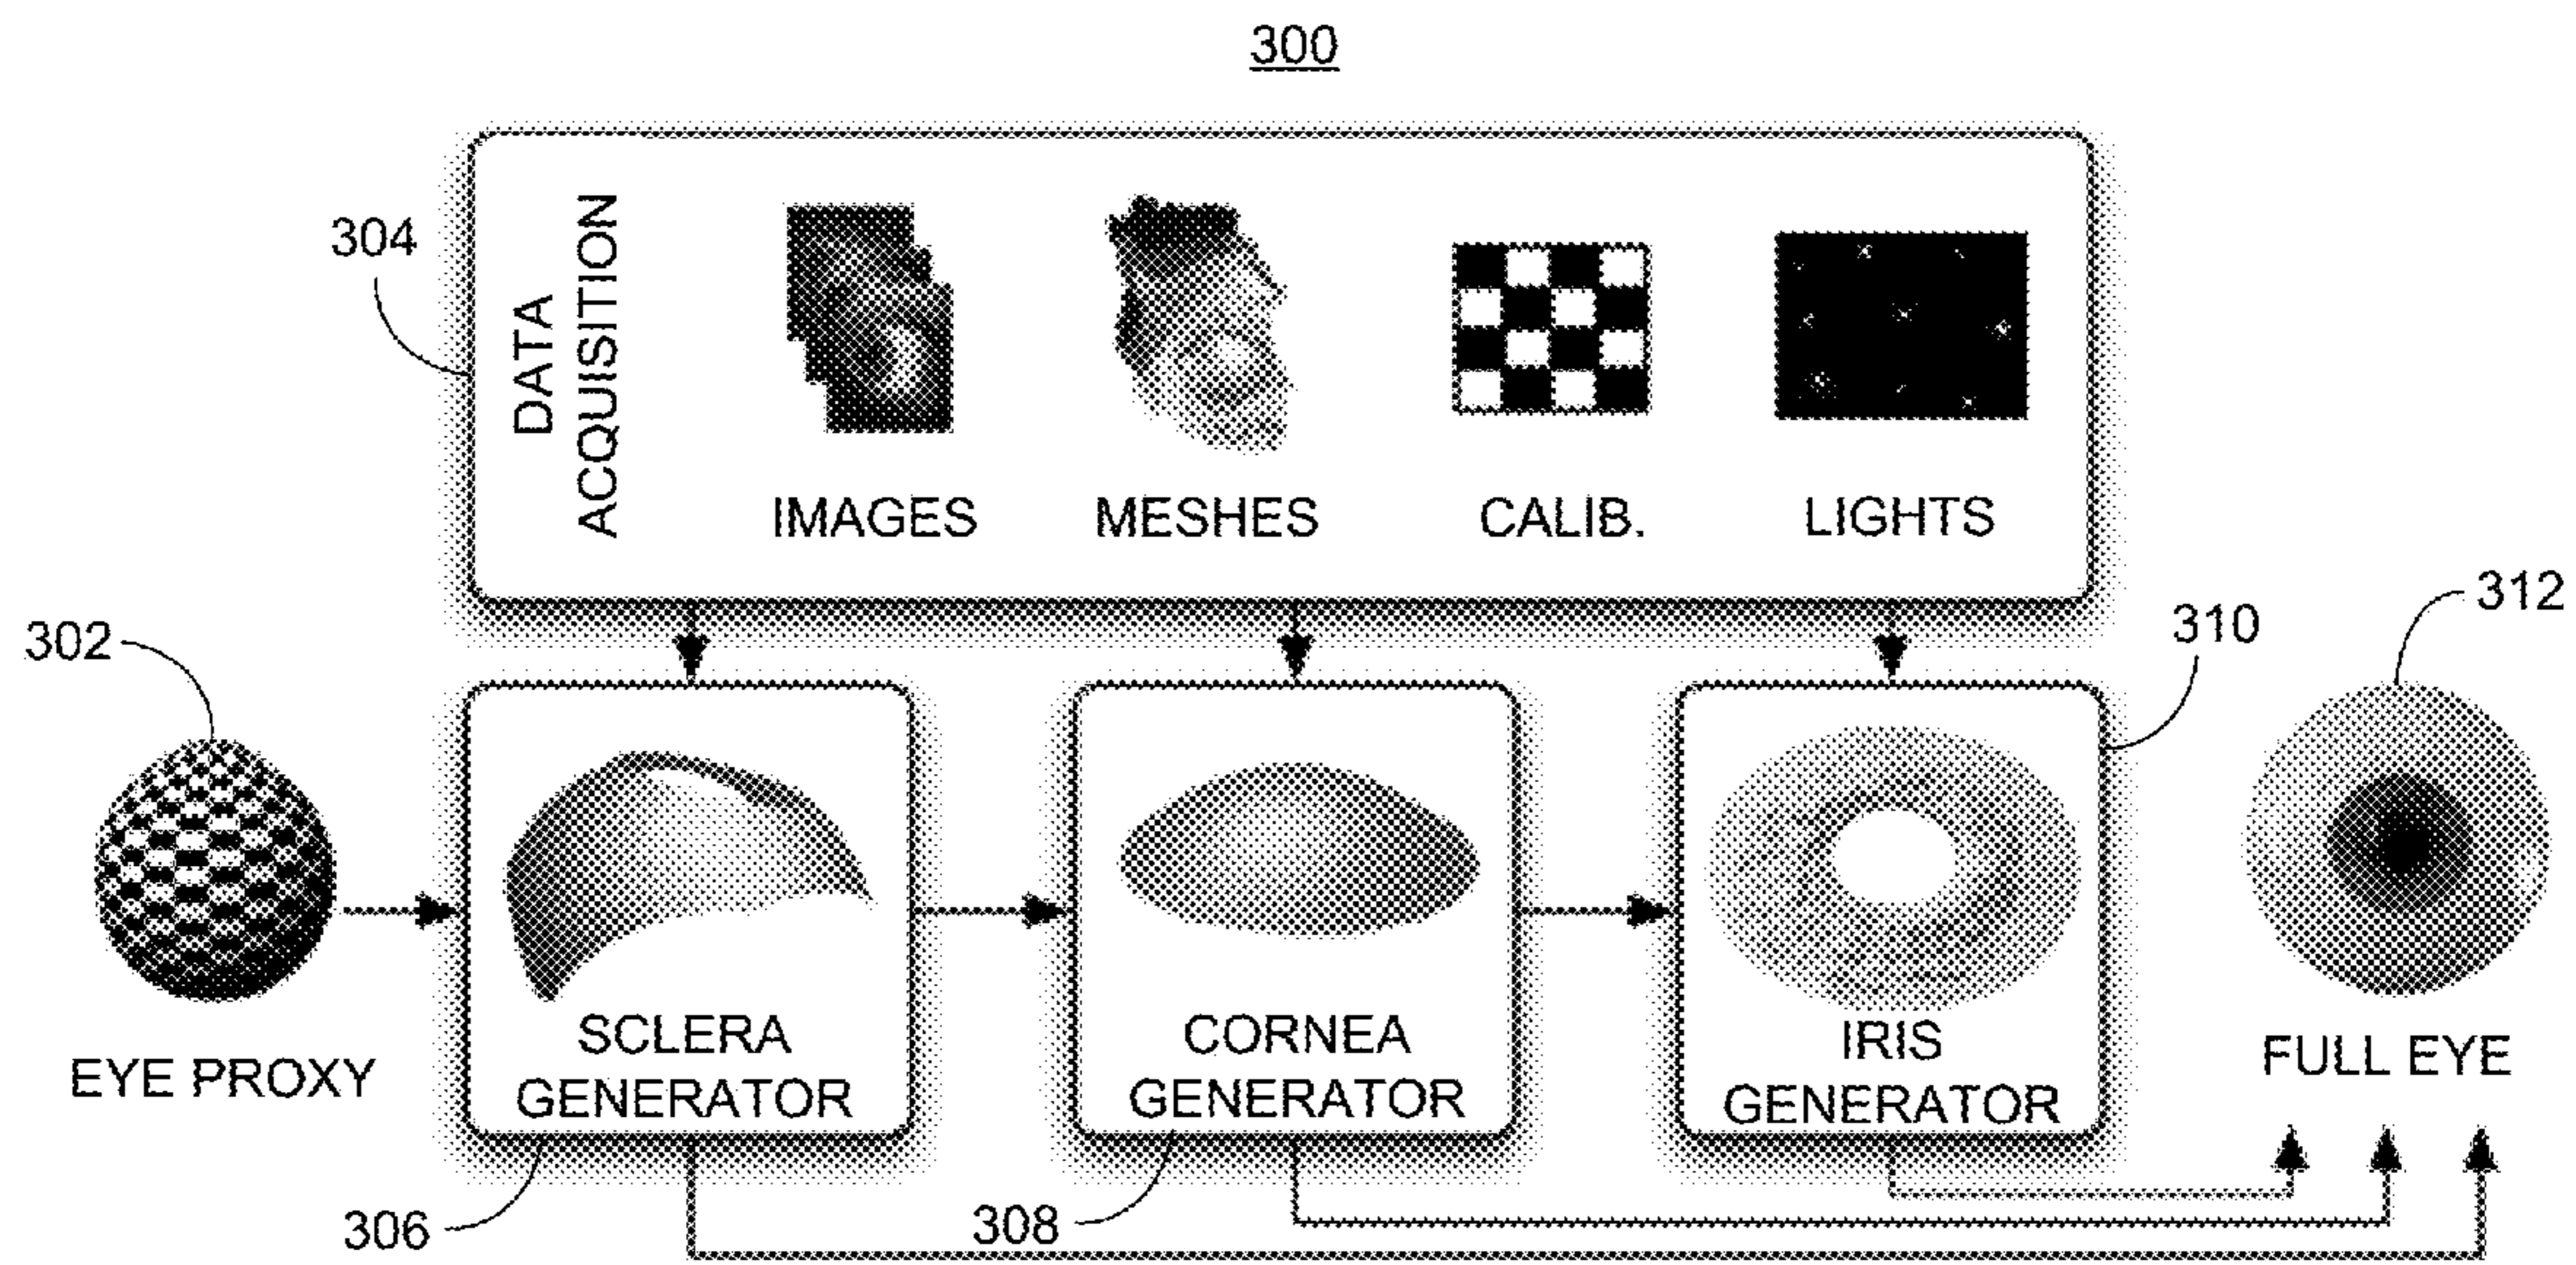 300
304
DATA
ACQUISITION
IMAGES
MESHES
CALIB.
LIGHTS
302
310
312
EYE PROXY
SCLERA
GENERATOR
CORNEA
GENERATOR
IRIS
GENERATOR
FULL EYE
306
308